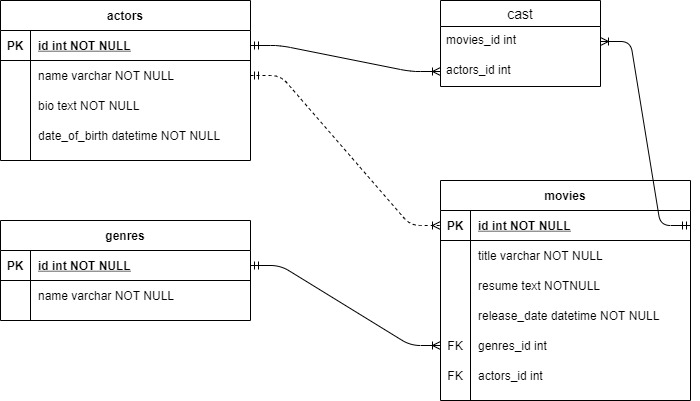 actors
PK id int NOT NULL
name varchar NOT NULL
bio text NOT NULL
date_of_birth datetime NOT NULL
cast
movies_id int
actors_id int
genres
PK id int NOT NULL
name varchar NOT NULL
movies
PK id int NOT NULL
title varchar NOT NULL
resume text NOTNULL
release_date datetime NOT NULL
FK genres_id int
FK actors_id int